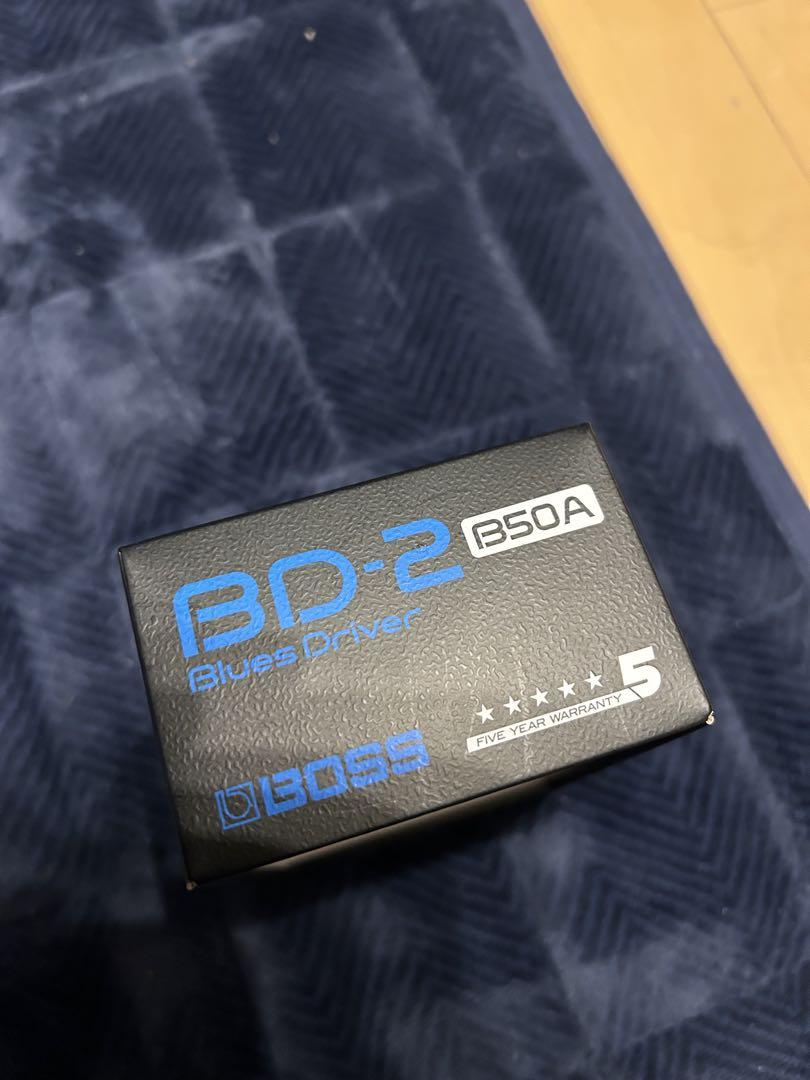 BD-2 B50A
Blues Driver
5
FIVE YEAR WARRANTY
BOSS